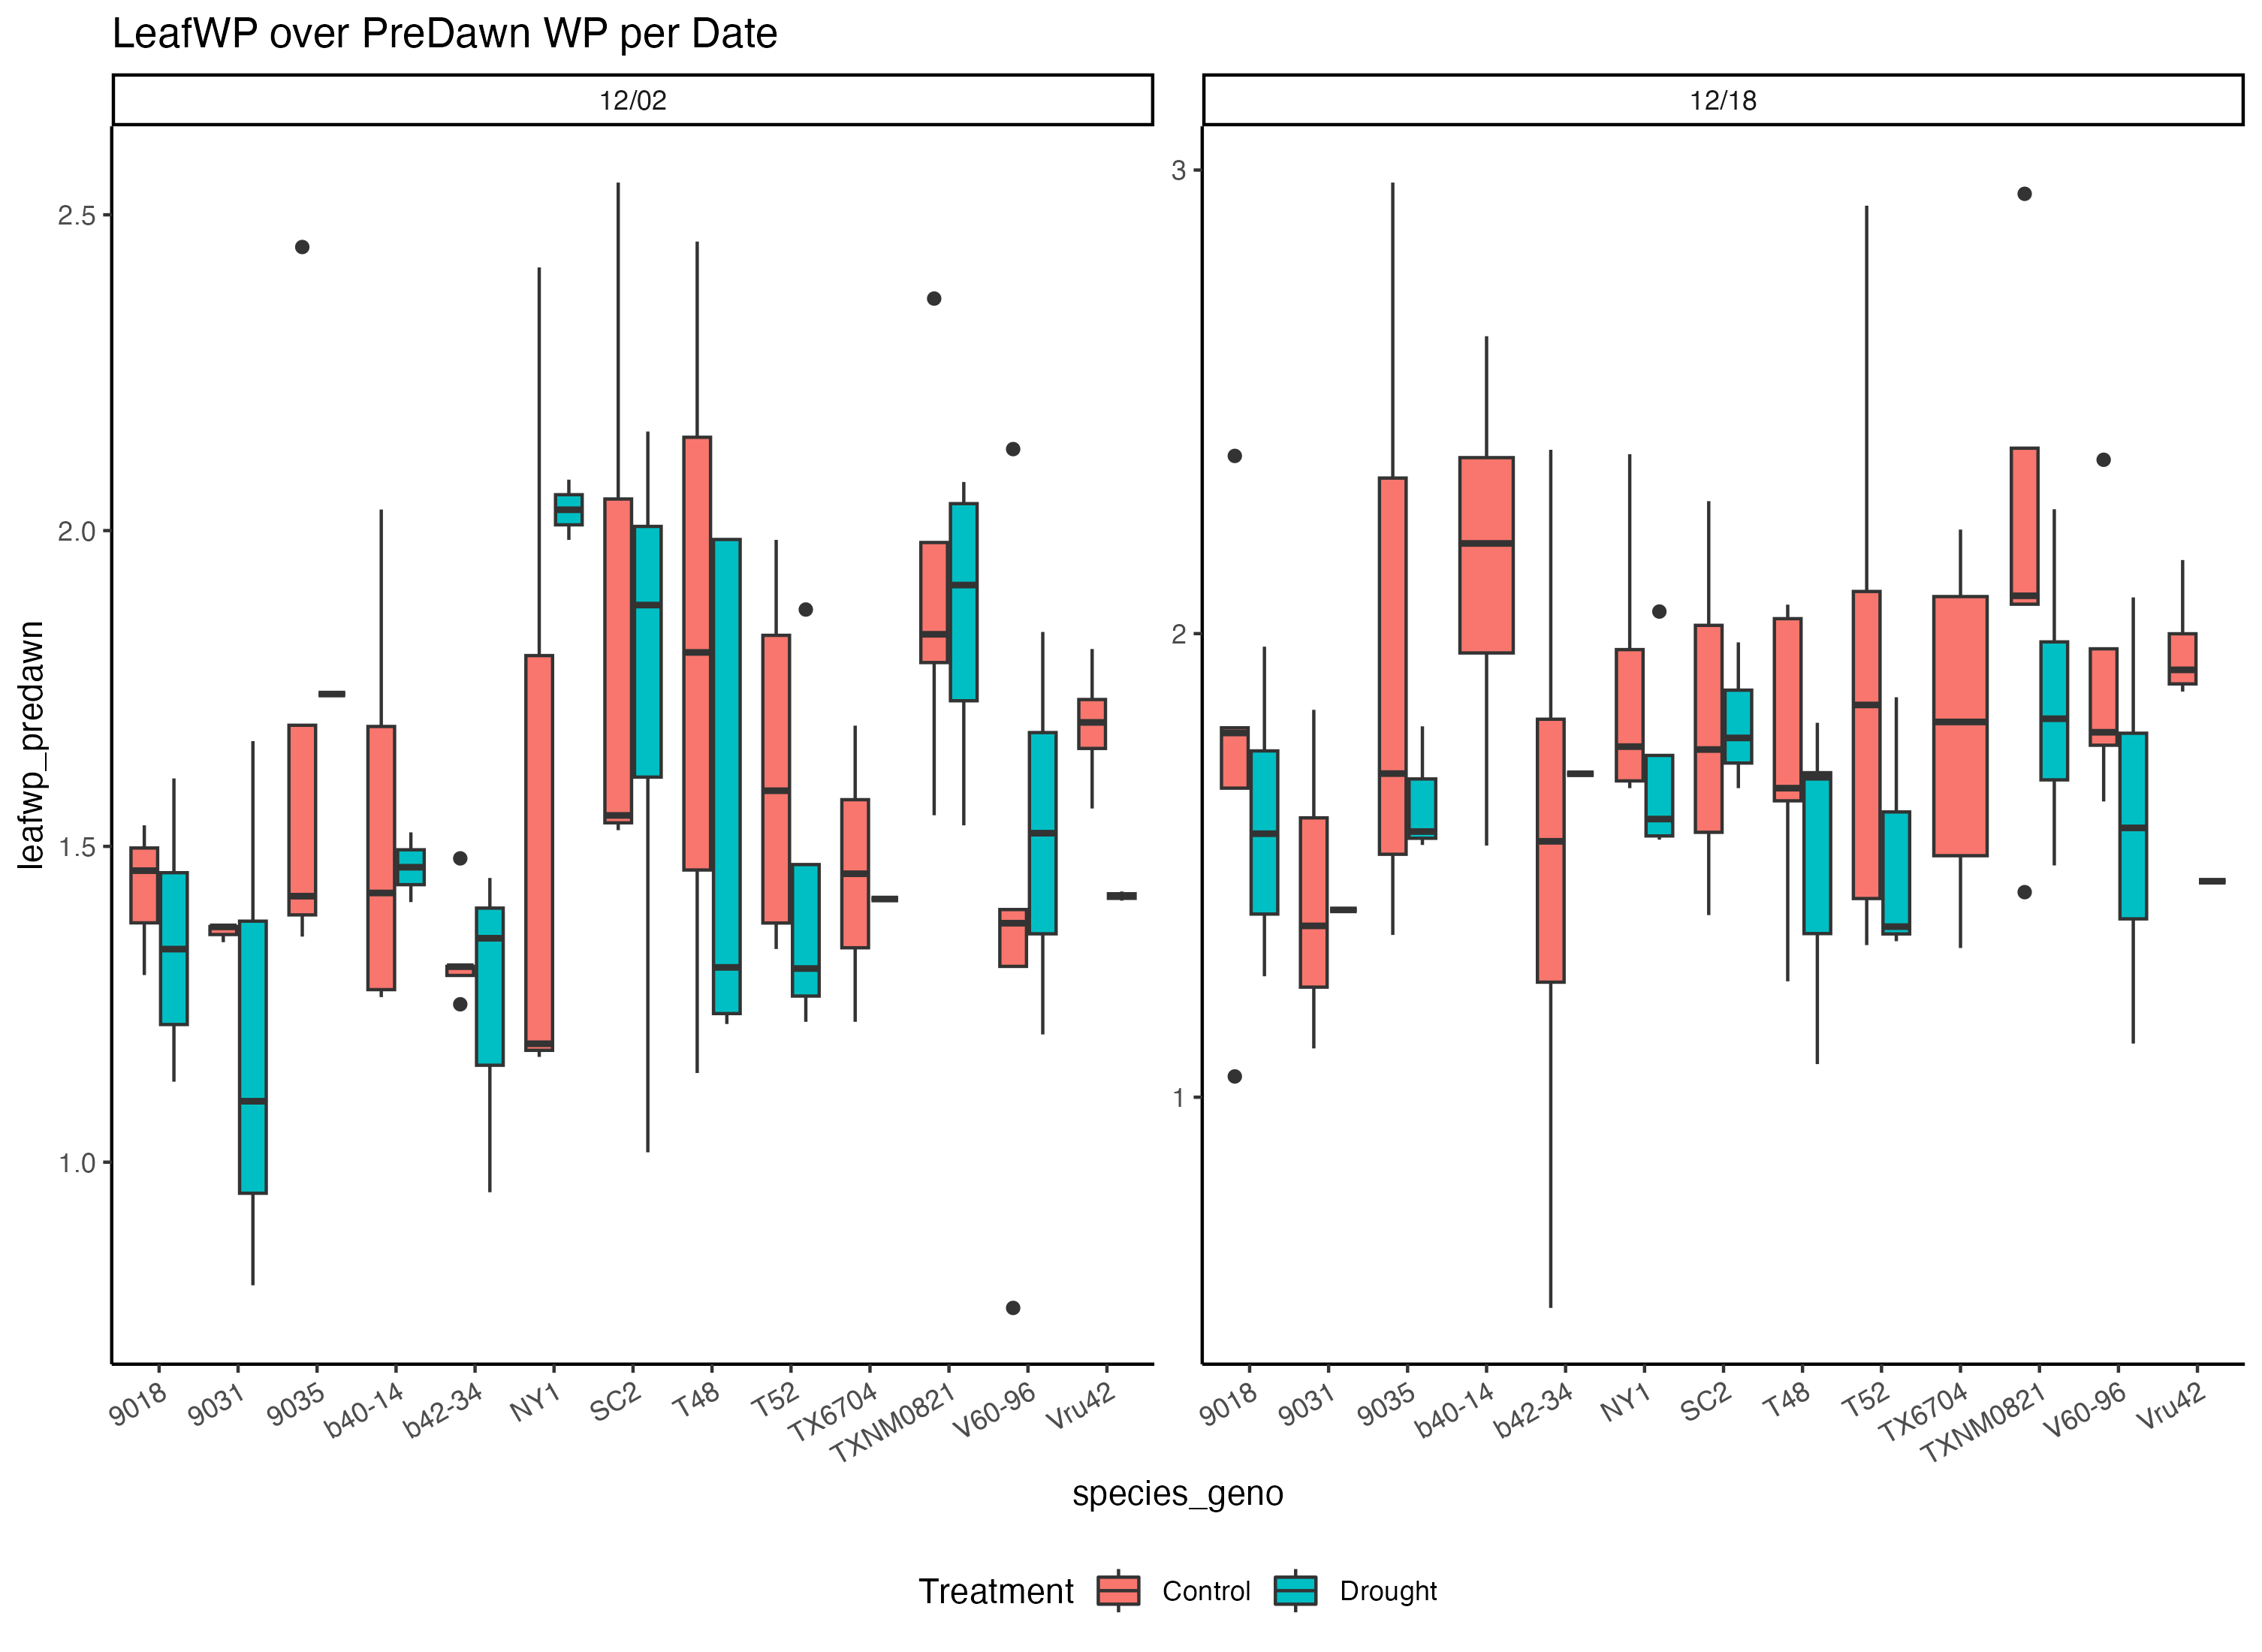 LeafWP over PreDawn WP per Date
12/02
12/18
leafwp_predawn
2.5
2.0
1.5
1.0
3
2
1
9018
9031
9035
b40-14
b42-34
NY1
SC2
T48
T52
TX6704
TXNM0821
V60-96
Vru42
9018
9031
9035
b40-14
b42-34
NY1
SC2
T48
T52
TX6704
TXNM0821
V60-96
Vru42
species_geno
Treatment Control Drought